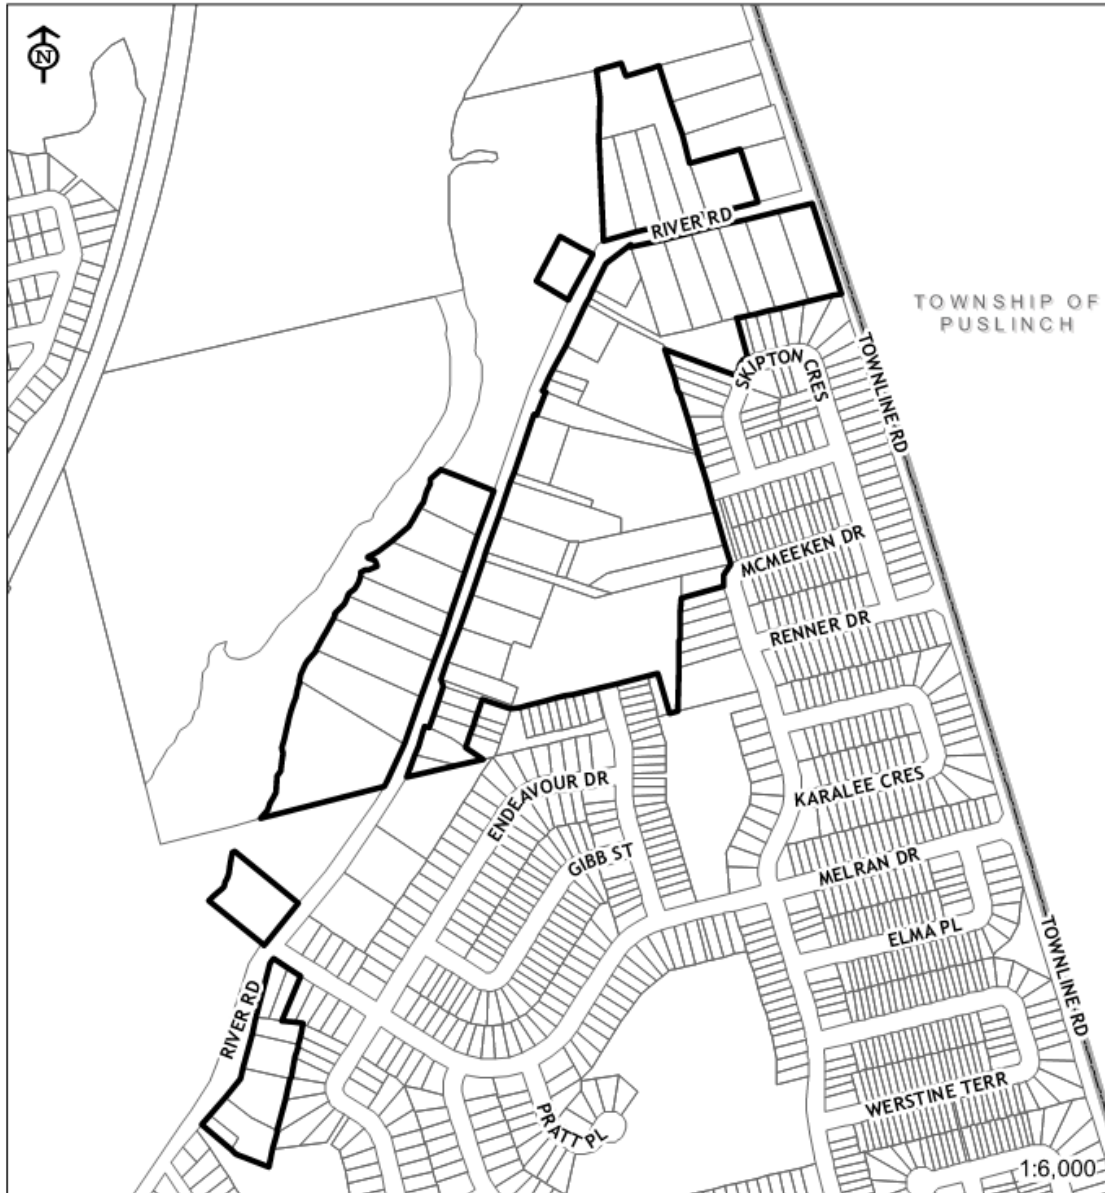 N
RIVER RD
TOWNSHIP OF
PUSLINCH
SKIPTON CRES
TOWNLINE RD
MCMEEKEN DR
RENNER DR
KARALEE CRES
ENDEAVOUR DR
GIBB ST
MELRAN DR
ELMA PL
TOWNLINE RD
RIVER RD
WERSTINE TERR
PRATT PL
1:6,000